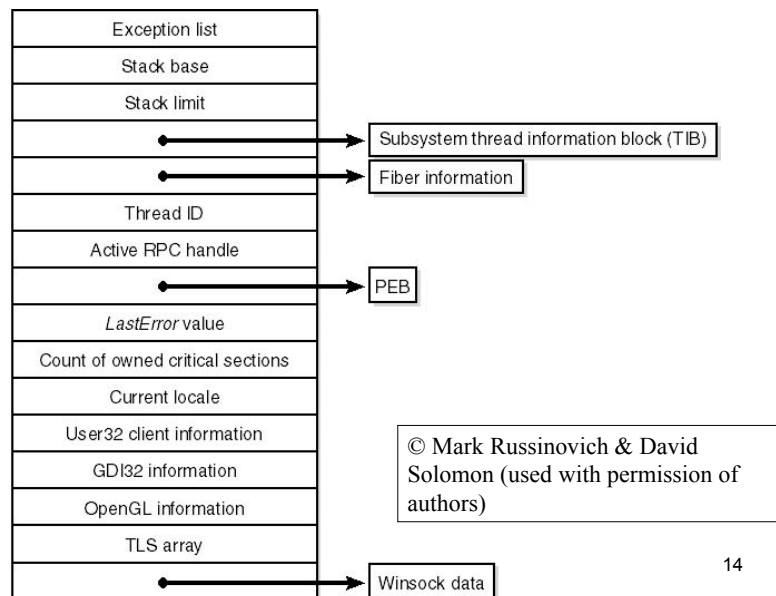 Exception list
Stack base
Stack limit
Subsystem thread information block (TIB)
Fiber information
Thread ID
Active RPC handle
PEB
LastError value
Count of owned critical sections
Current locale
User32 client information
GDI32 information
OpenGL information
TLS array
Winsock data
© Mark Russinovich & David
Solomon (used with permission of
authors)
14